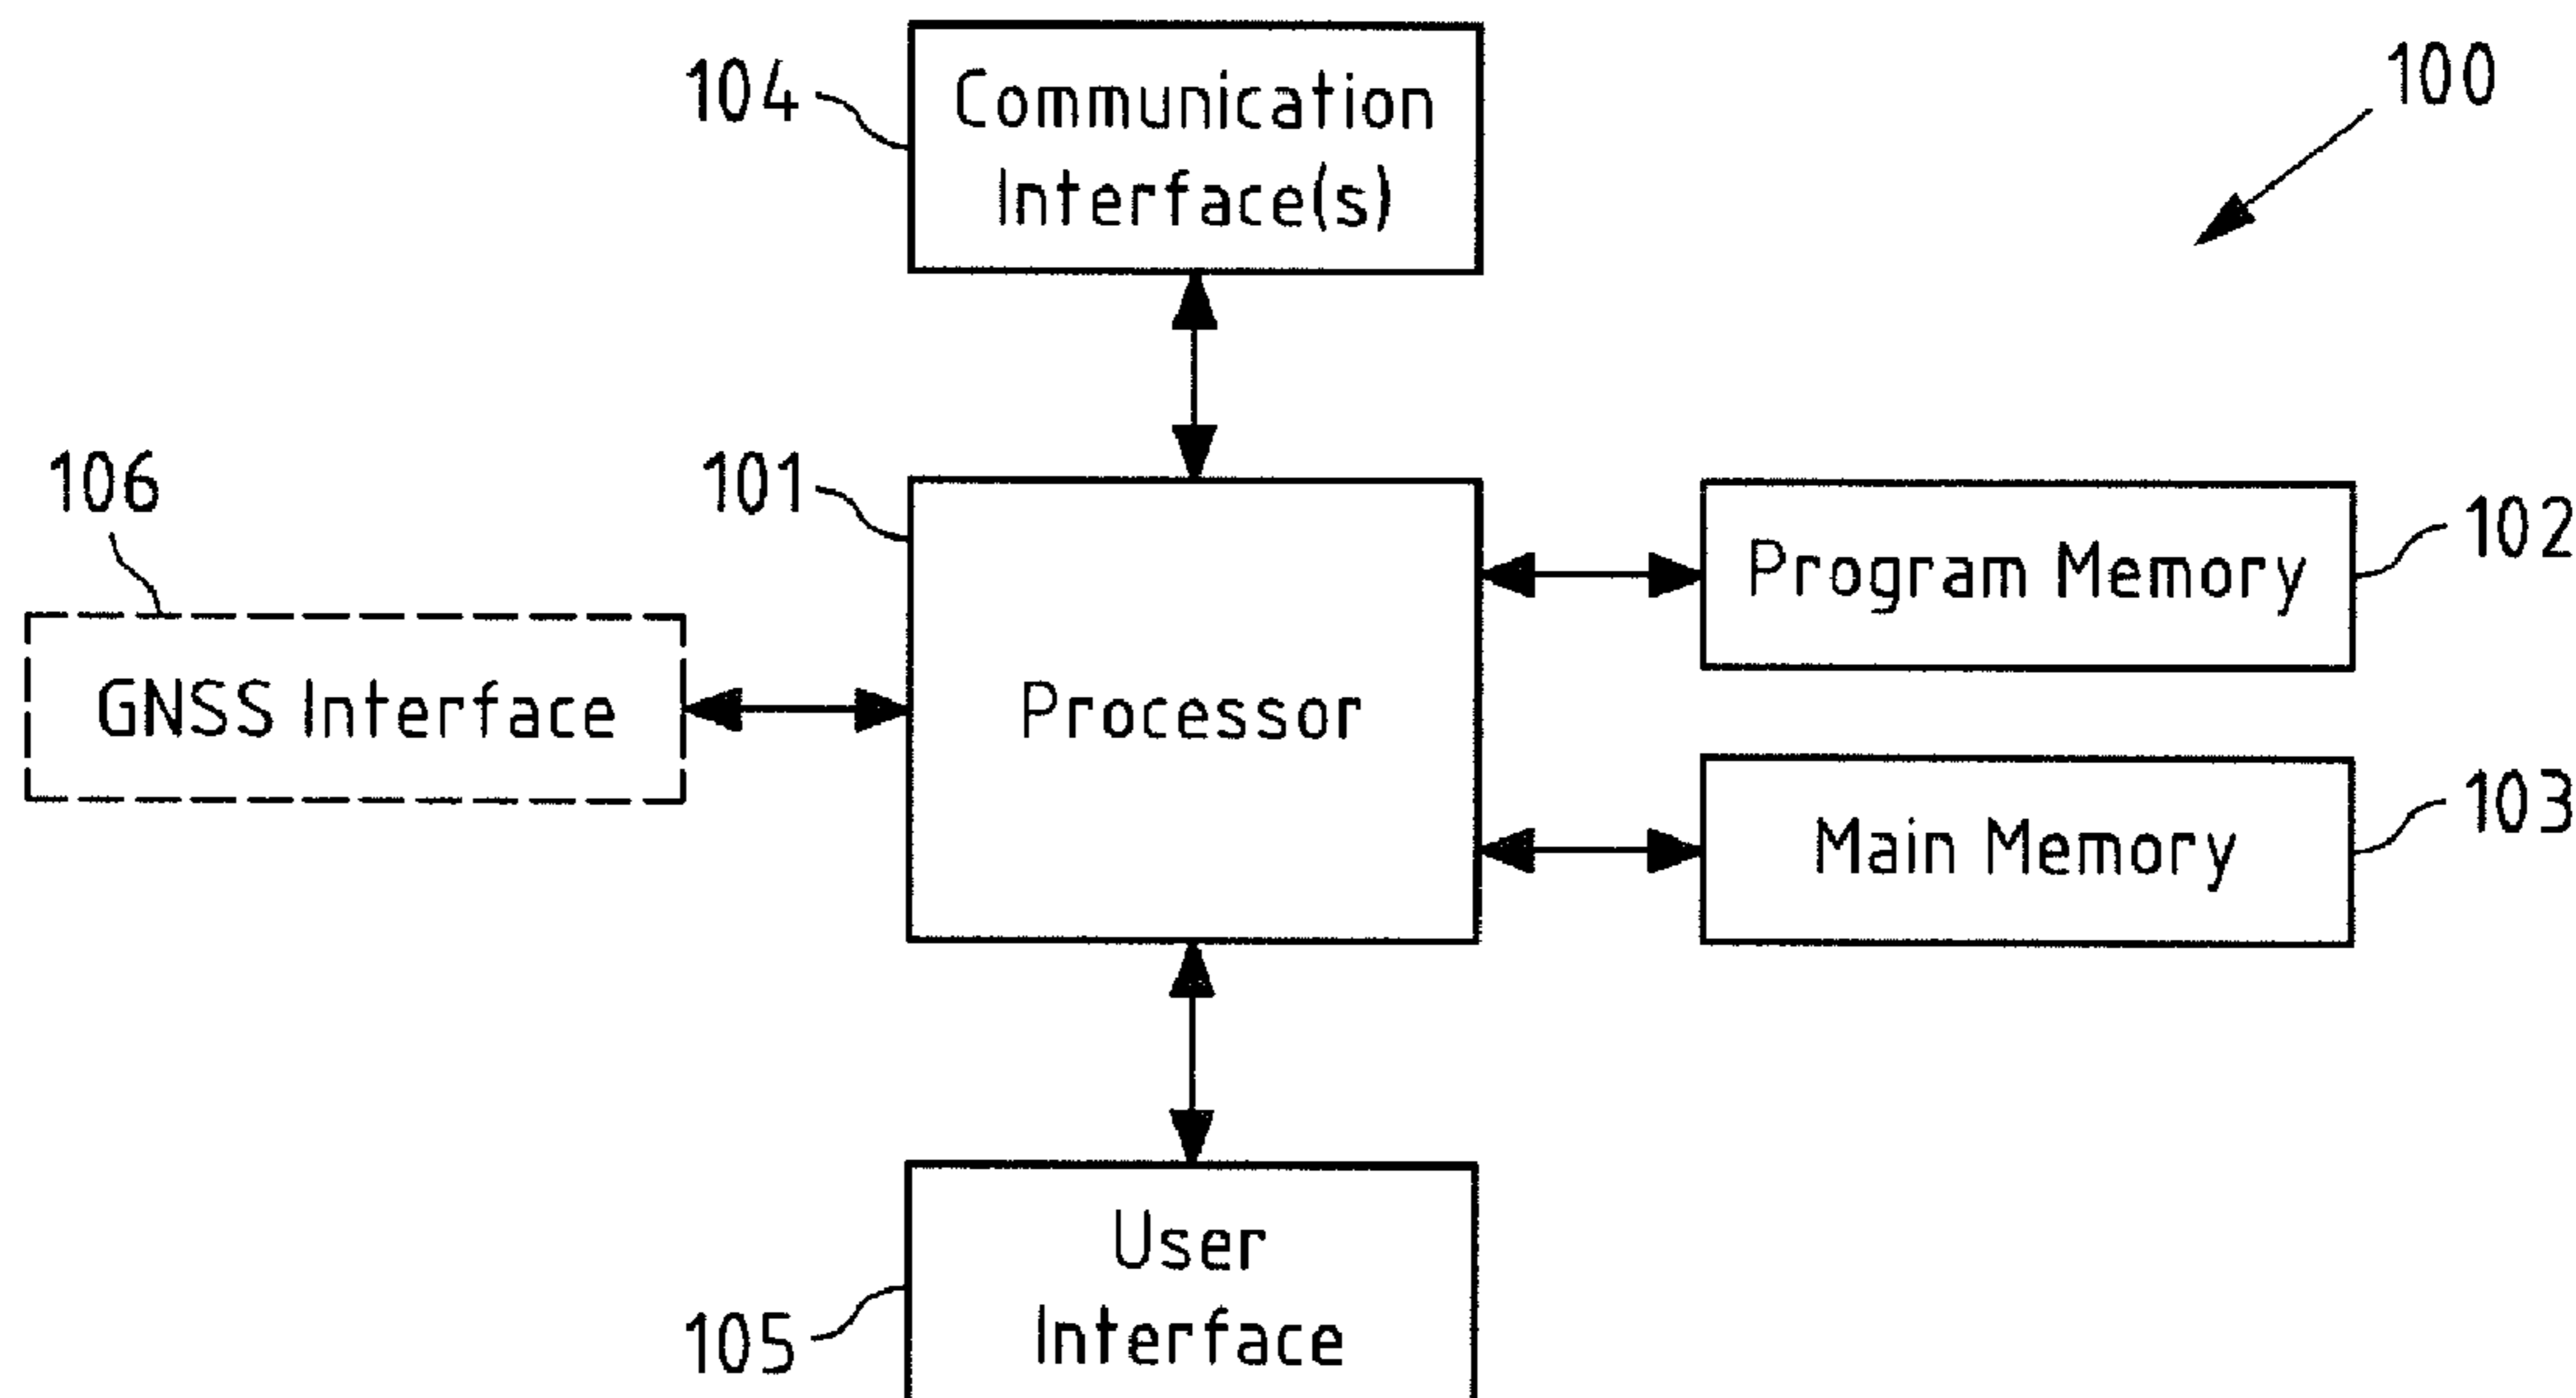 104
Communication
Interface(s)
100
106
101
Processor
GNSS Interface
Program Memory
102
Main Memory
103
User
Interface
105